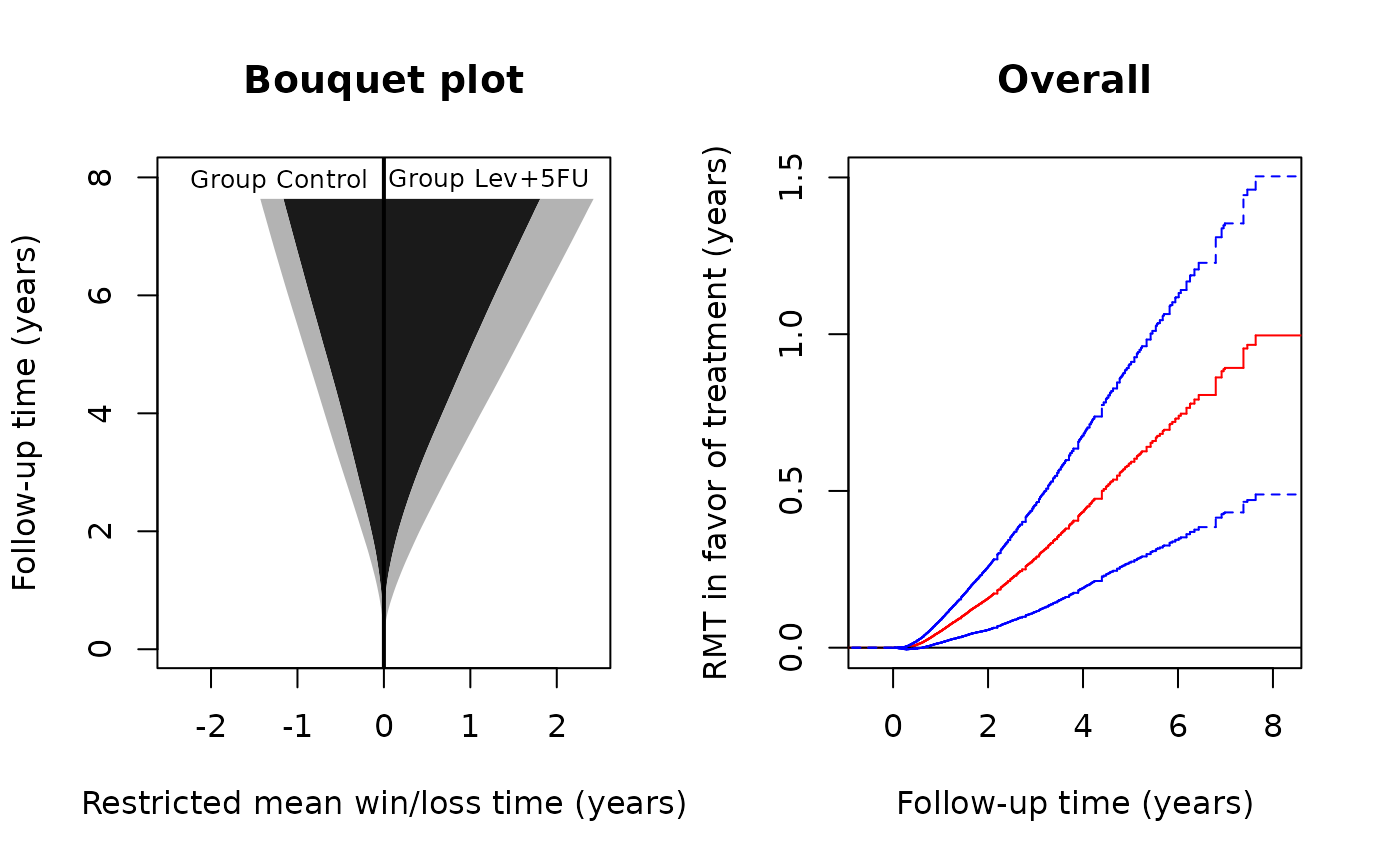 Bouquet plot
Group Control
Group Lev+5FU
Follow-up time (years)
8
6
4
2
0
-2 -1 0 1 2
Restricted mean win/loss time (years)
Overall
RMT in favor of treatment (years)
1.5
1.0
0.5
0.0
0 2 4 6 8
Follow-up time (years)